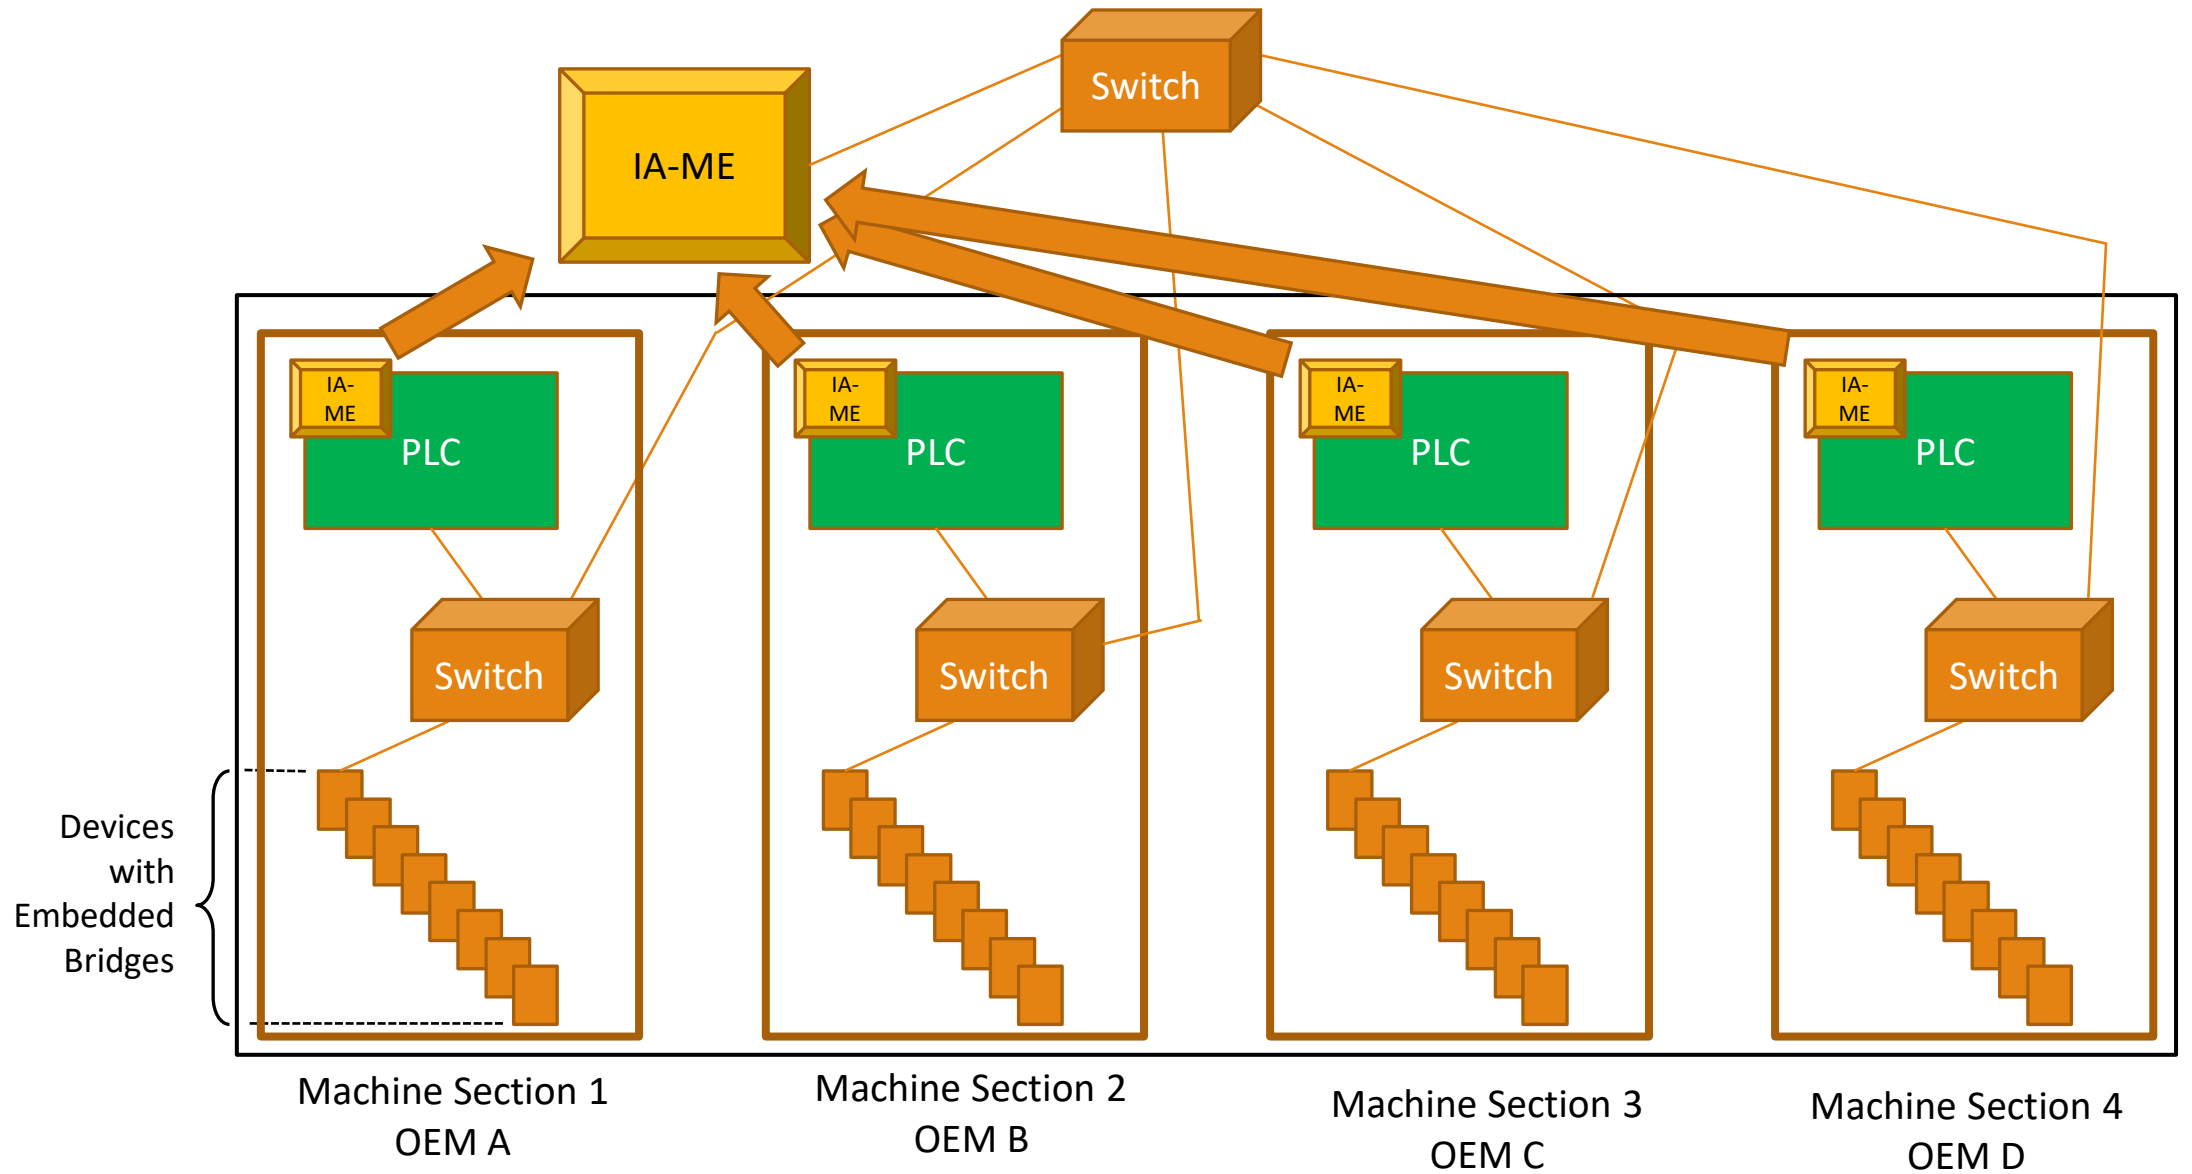 Switch
IA-ME
IA-
ME
PLC
IA-
ME
PLC
IA-
ME
PLC
IA-
ME
PLC
Switch
Switch
Switch
Switch
Devices
with
Embedded
Bridges
Machine Section 1
OEM A
Machine Section 2
OEM B
Machine Section 3
OEM C
Machine Section 4
OEM D